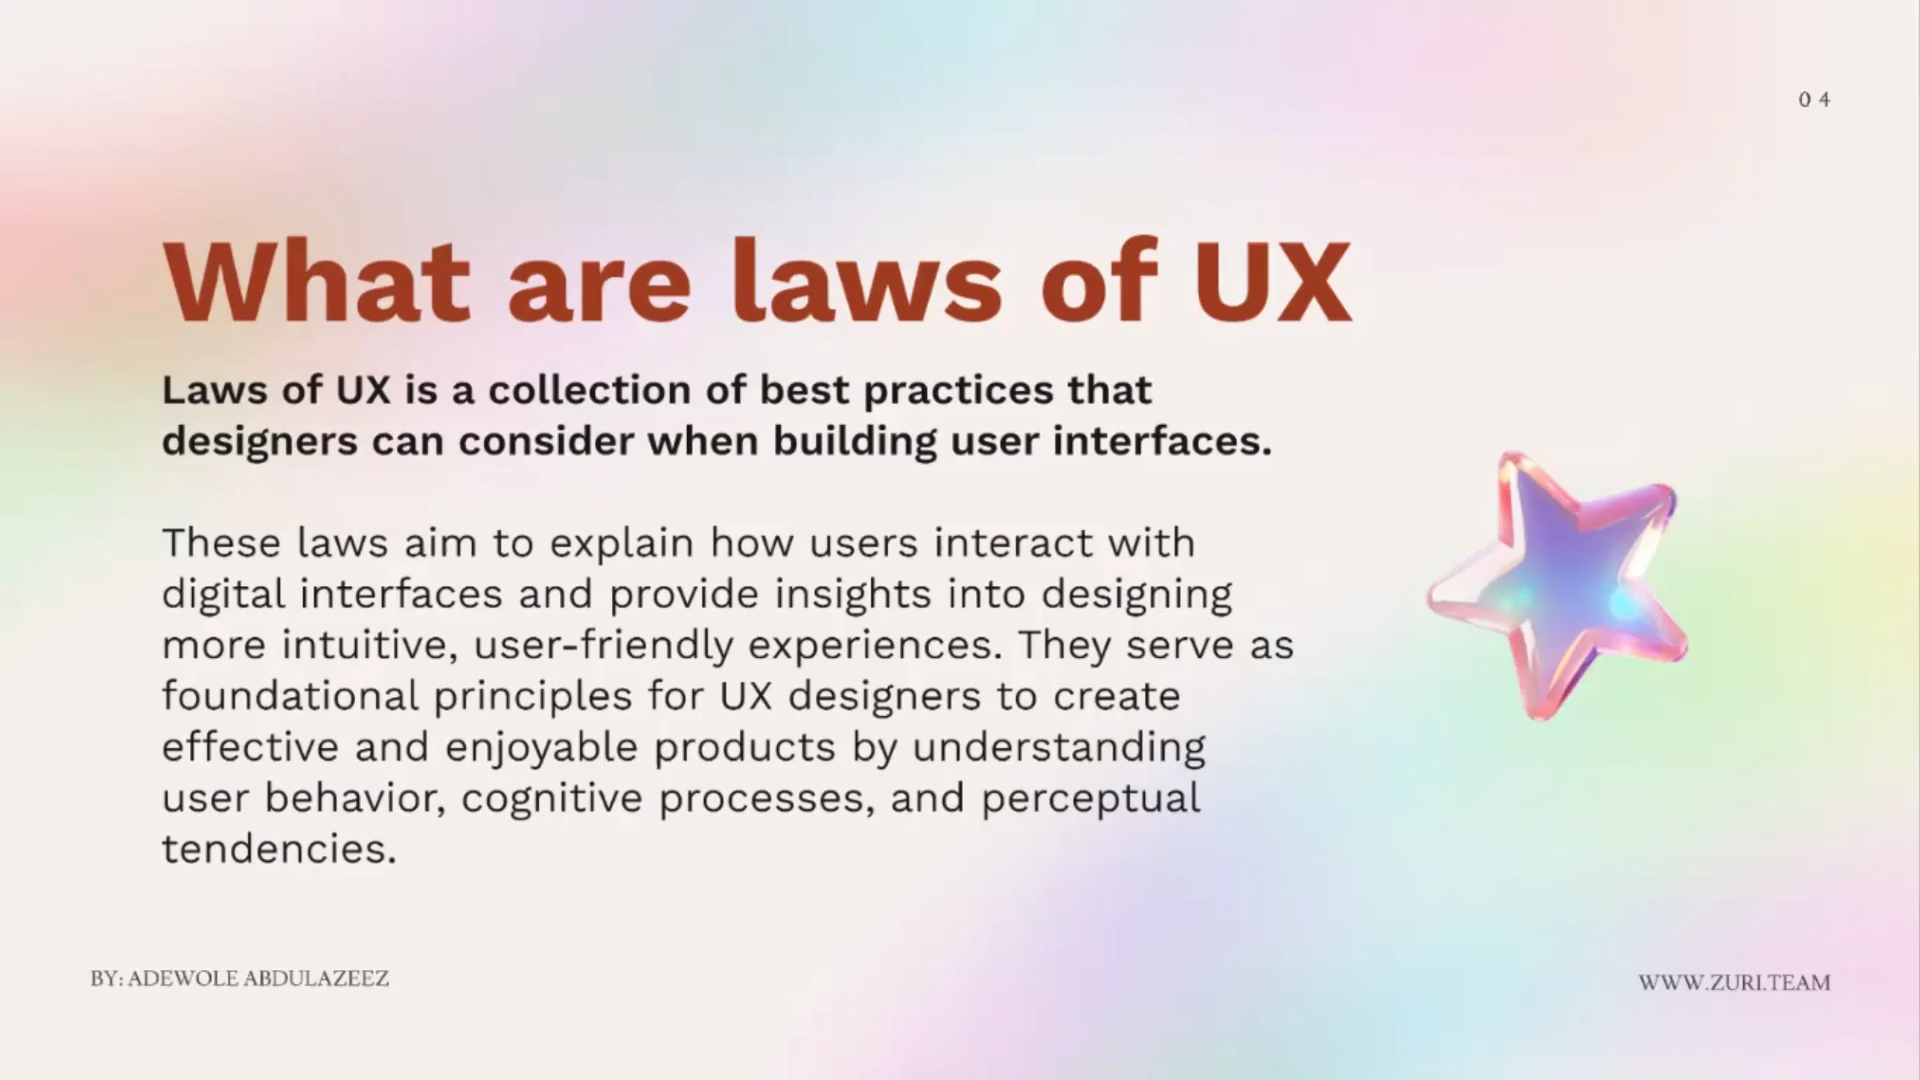 04
What are laws of UX
Laws of UX is a collection of best practices that
designers can consider when building user interfaces.
These laws aim to explain how users interact with
digital interfaces and provide insights into designing
more intuitive, user-friendly experiences. They serve as
foundational principles for UX designers to create
effective and enjoyable products by understanding
user behavior, cognitive processes, and perceptual
tendencies.
BY: ADEWOLE ABDULAZEEZ
WWW.ZURI.TEAM